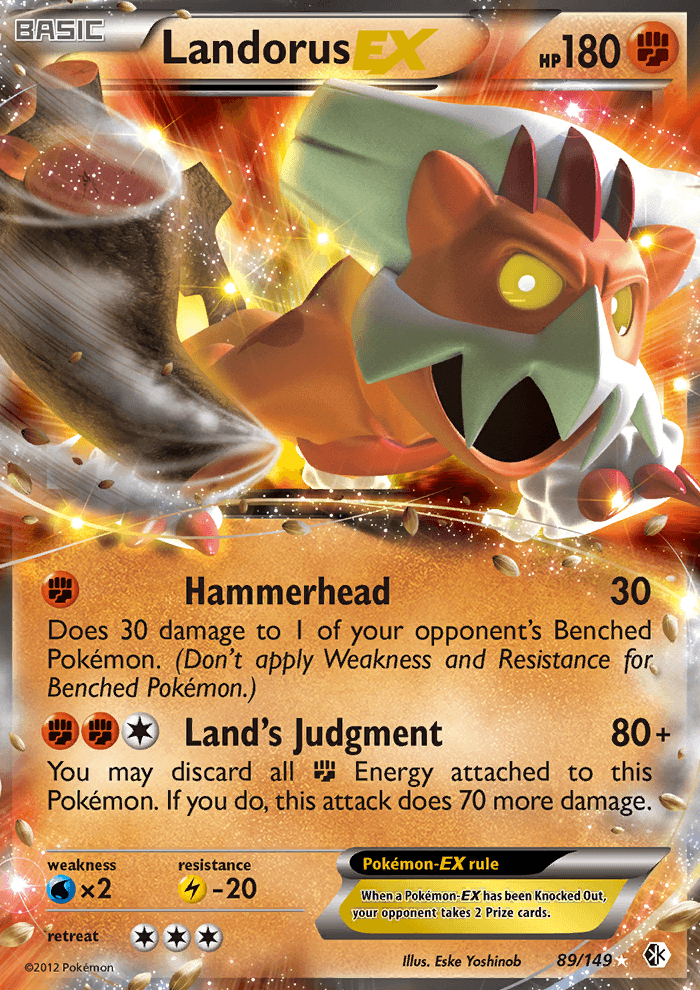 BASIC
Landorus EX
HP180
Hammerhead 30
Does 30 damage to 1 of your opponent's Benched
Pokémon. (Don't apply Weakness and Resistance for
Benched Pokémon.)
Land's Judgment 80+
You may discard all Energy attached to this
Pokémon. If you do, this attack does 70 more damage.
weakness resistance
×2 -20
retreat
Pokémon-EX rule
When a Pokémon-EX has been Knocked Out,
your opponent takes 2 Prize cards.
©2012 Pokémon
Illus. Eske Yoshinob
89/149